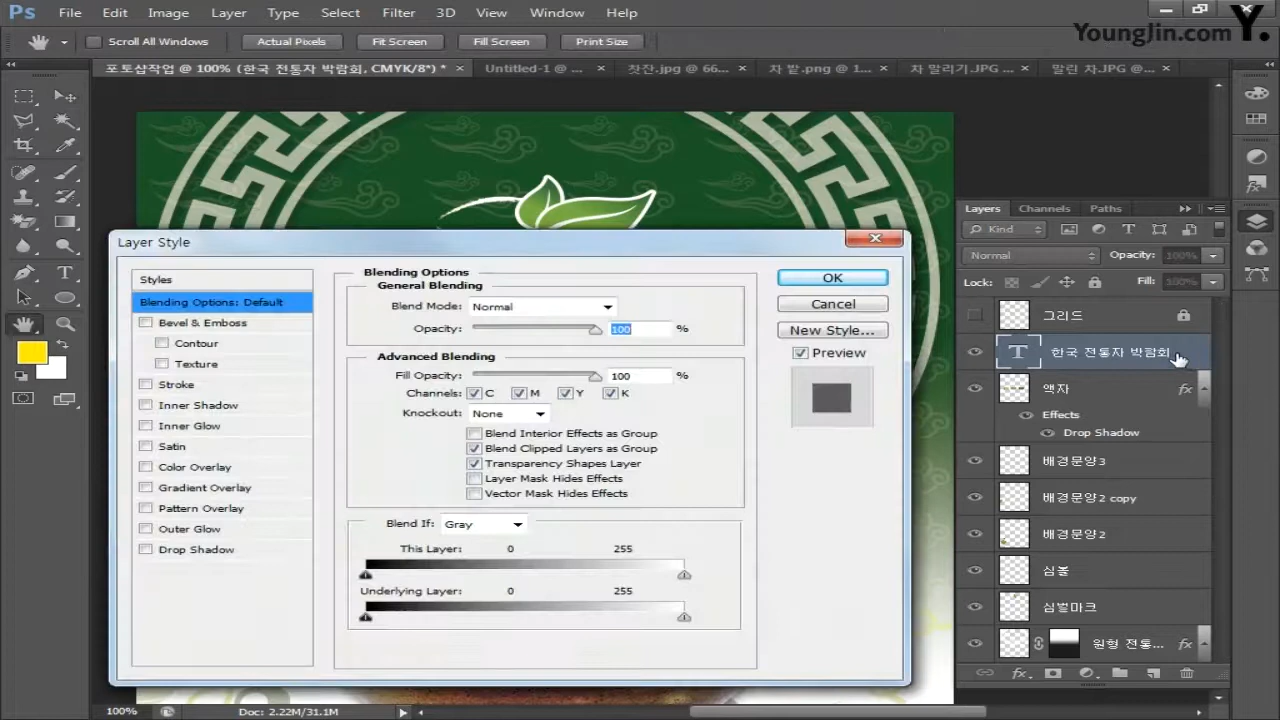 Ps File Edit Image Layer Type Select Filter 3D View Window Help
YoungJin.com Y.
Scroll All Windows Actual Pixels Fit Screen Fill Screen Print Size
포토샵작업 @ 100% (한국 전통차 박람회, CMYK/8*) * × Untitled-1 @ ... × 찻잔.jpg @ 66... × 차 밭.png @ 1... × 차 말리기.JPG ... × 말린 차.JPG @ ... ×
Layer Style
Styles
Blending Options: Default
Bevel & Emboss
Contour
Texture
Stroke
Inner Shadow
Inner Glow
Satin
Color Overlay
Gradient Overlay
Pattern Overlay
Outer Glow
Drop Shadow
Blending Options
General Blending
Blend Mode: Normal
Opacity: 100 %
Advanced Blending
Fill Opacity: 100 %
Channels: C M Y K
Knockout: None
Blend Interior Effects as Group
Blend Clipped Layers as Group
Transparency Shapes Layer
Layer Mask Hides Effects
Vector Mask Hides Effects
Blend If: Gray
This Layer: 0 255
Underlying Layer: 0 255
OK
Cancel
New Style...
Preview
Layers Channels Paths
Kind
Normal Opacity: 100%
Lock: Fill: 100%
그리드
T 한국 전통차 박람회
액자 fx
Effects
Drop Shadow
배경문양3
배경문양2 copy
배경문양2
심볼
심벌마크
원형 전통... fx
100% Doc: 2.22M/31.1M